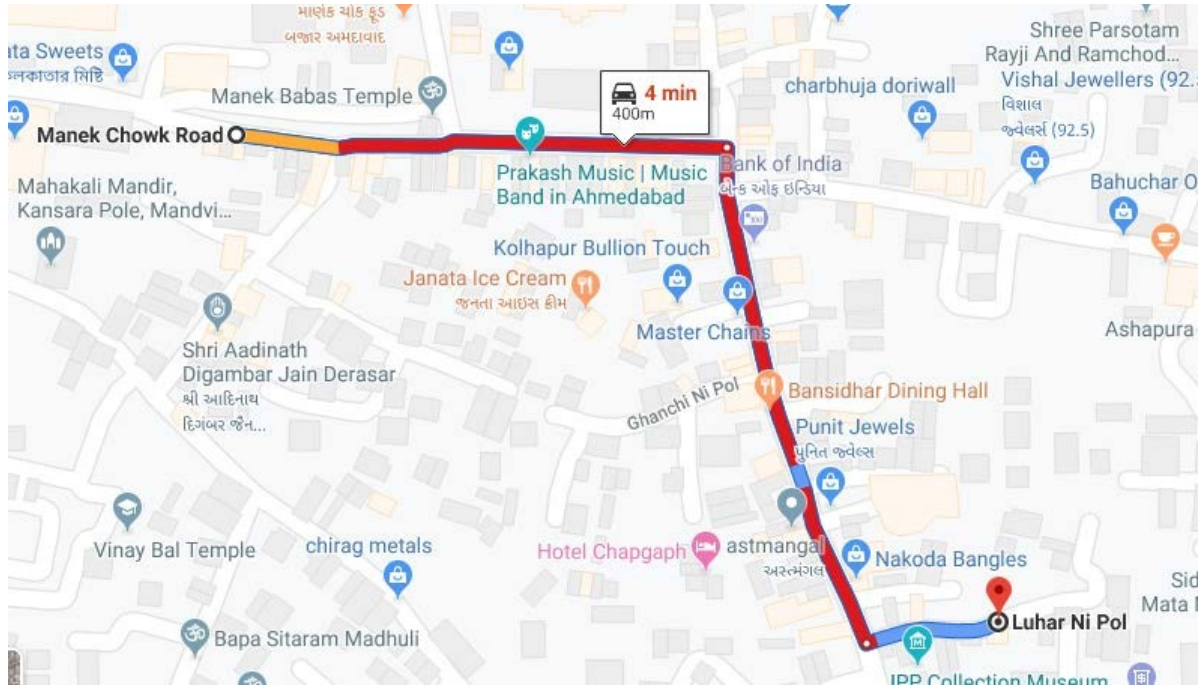 માણેક ચોક ફૂડ
બજાર અમદાવાદ
ata Sweets
Shree Parsotam
Rayji And Ramchod...
Vishal Jewellers (92.5
વિશાલ
જ્વેલર્સ (92.5)
Manek Babas Temple
4 min
400m
charbhuja doriwall
Manek Chowk Road
Prakash Music | Music
Band in Ahmedabad
Bank of India
બેન્ક ઓફ ઇન્ડિયા
Mahakali Mandir,
Kansara Pole, Mandvi...
Bahuchar O
Kolhapur Bullion Touch
Janata Ice Cream
જનતા આઇસ ક્રીમ
Master Chains
Ashapura
Shri Aadinath
Digambar Jain Derasar
શ્રી આદિનાથ
દિગંબર જૈન...
Ghanchi Ni Pol
Bansidhar Dining Hall
Punit Jewels
પુનિત જ્વેલ્સ
Vinay Bal Temple
chirag metals
Hotel Chapgaph
astmangal
અસ્ત્મંગલ
Nakoda Bangles
Sid
Mata
Luhar Ni Pol
Bapa Sitaram Madhuli
JPP Collection Museum